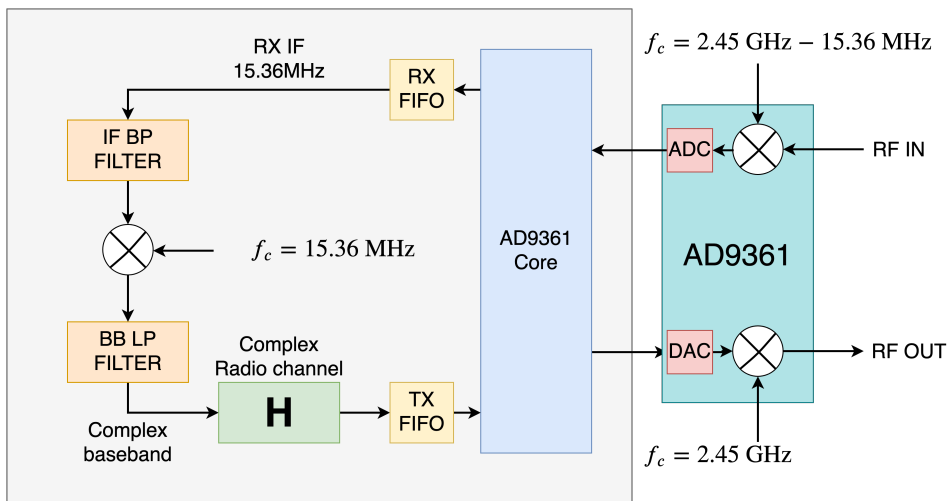 RX IF
15.36MHz
RX
FIFO
f_c = 2.45 GHz − 15.36 MHz
IF BP
FILTER
ADC
RF IN
f_c = 15.36 MHz
AD9361
Core
AD9361
BB LP
FILTER
Complex
Radio channel
H
TX
FIFO
DAC
RF OUT
Complex
baseband
f_c = 2.45 GHz